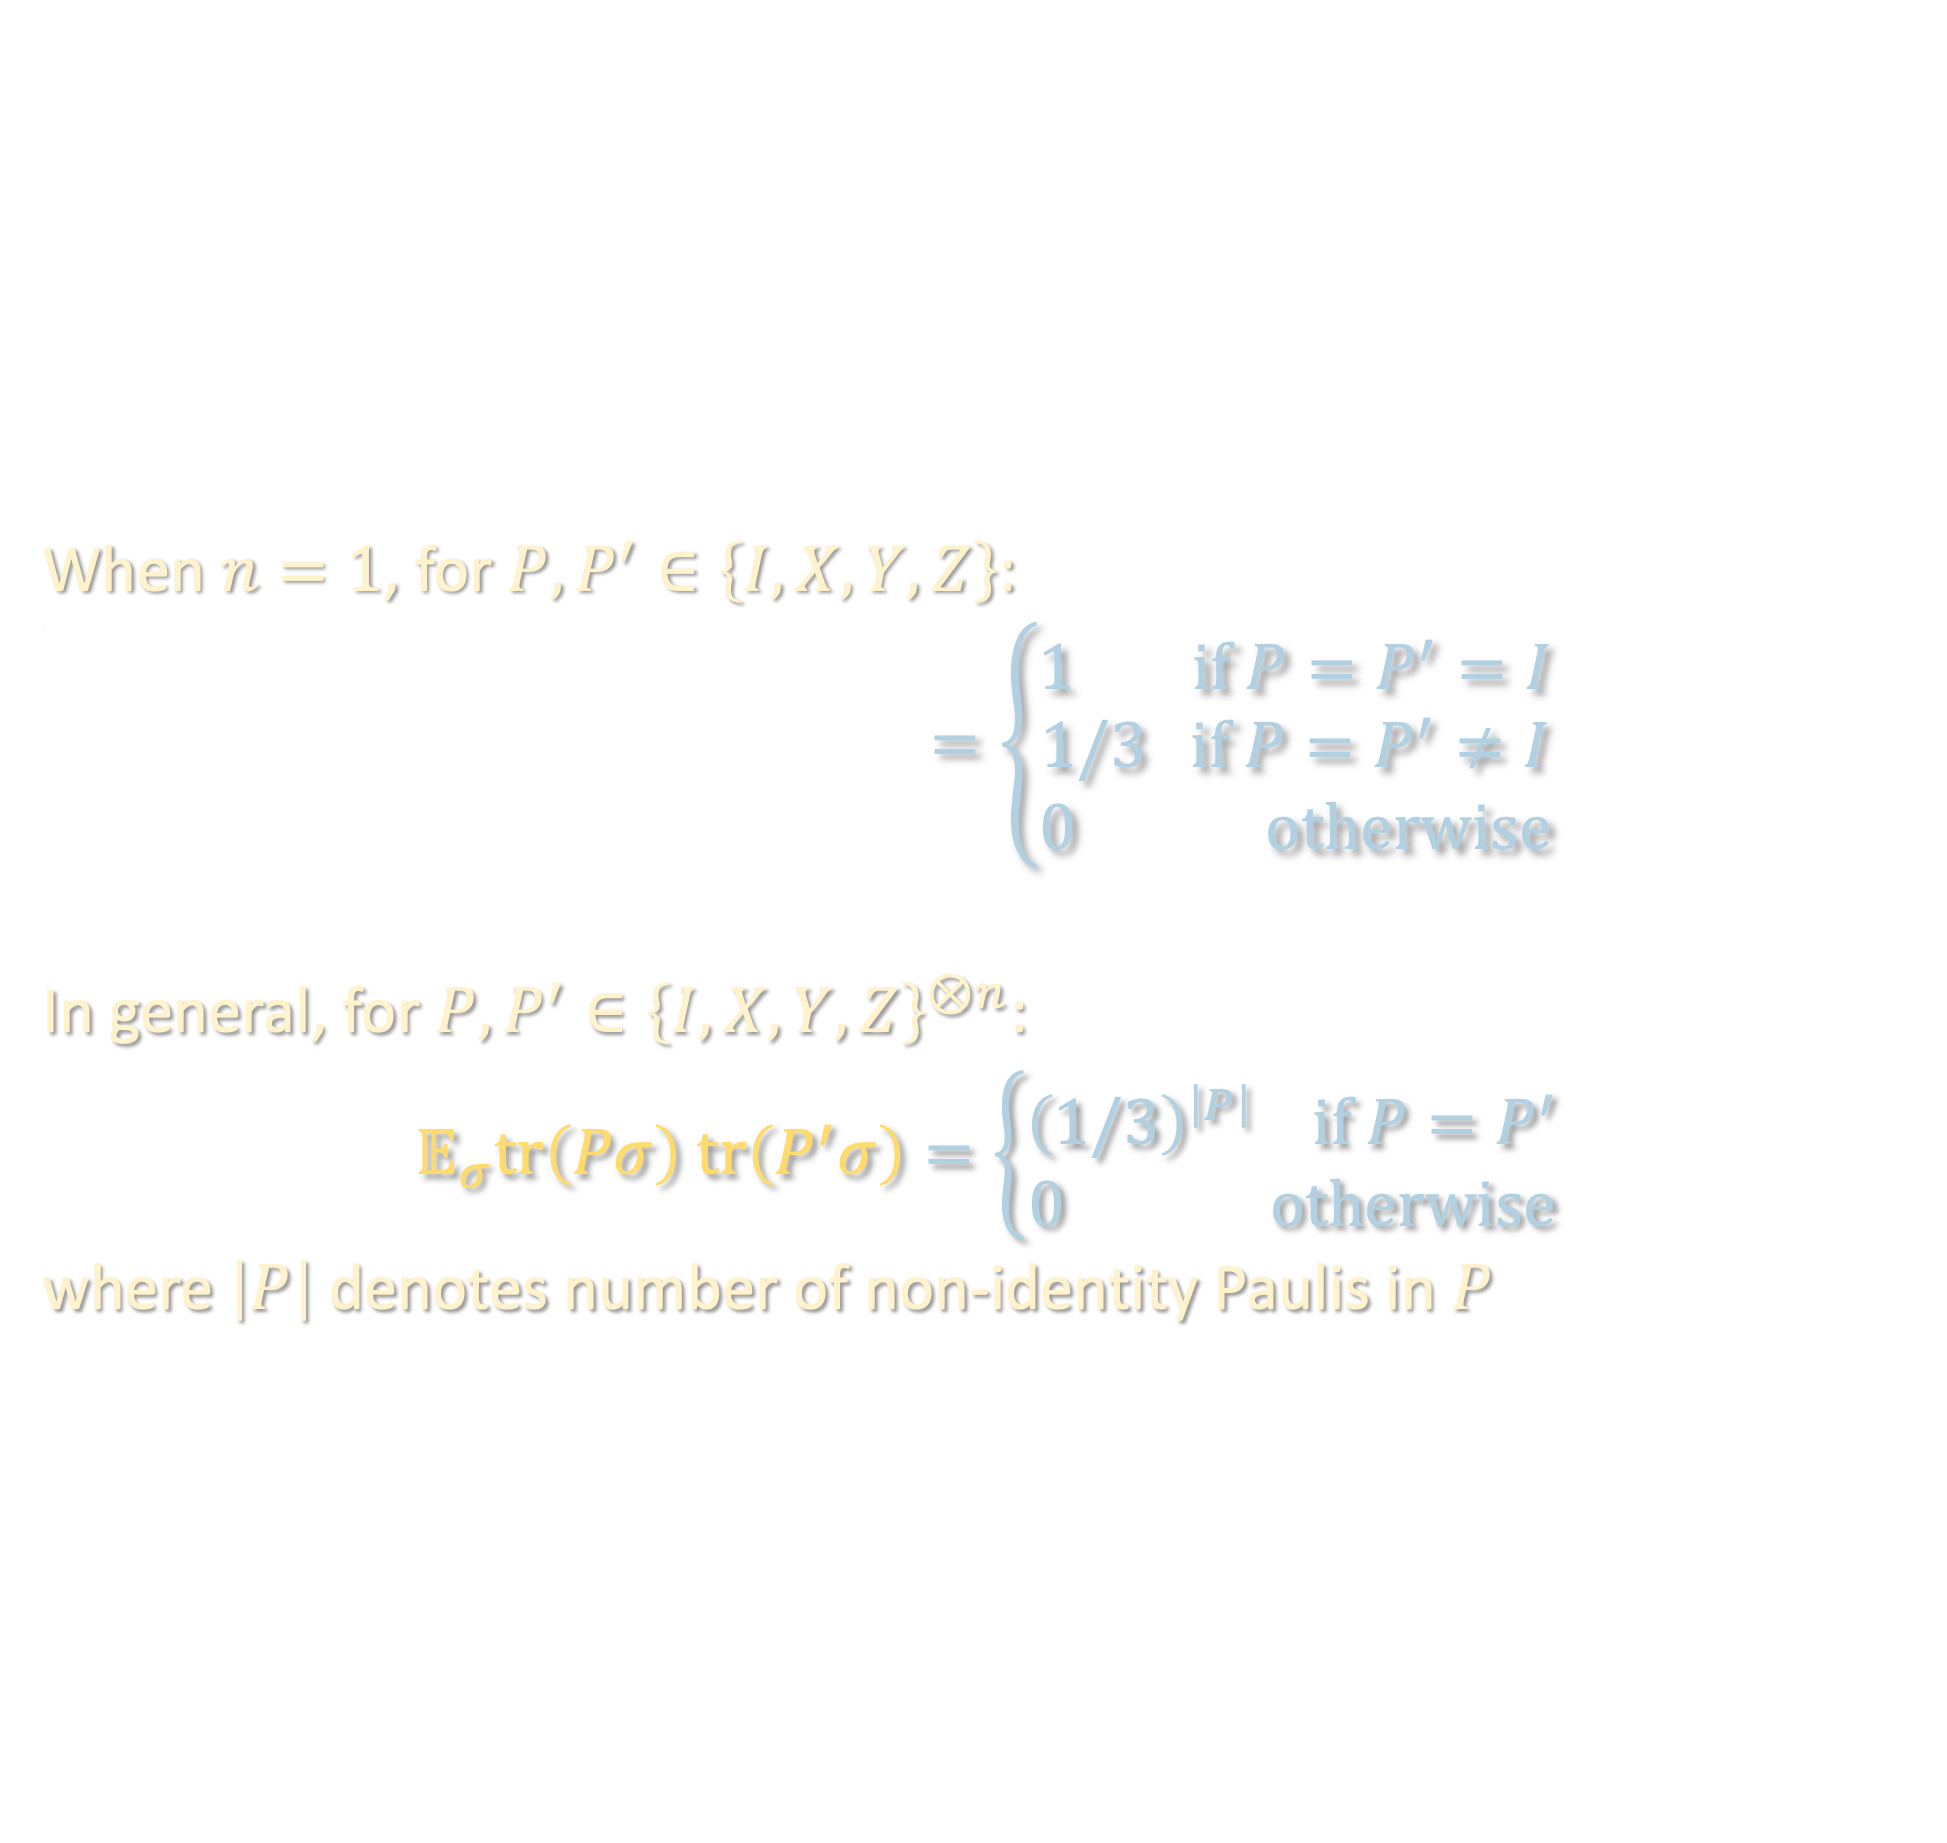 When 𝑛 = 1, for 𝑃, 𝑃′ ∈ {𝐼, 𝑋, 𝑌, 𝑍}:
= { 1 if 𝑃 = 𝑃′ = 𝐼
1/3 if 𝑃 = 𝑃′ ≠ 𝐼
0 otherwise
In general, for 𝑃, 𝑃′ ∈ {𝐼, 𝑋, 𝑌, 𝑍}^{⊗𝑛}:
𝔼_σ tr(𝑃σ) tr(𝑃′σ) = { (1/3)^{|𝑃|} if 𝑃 = 𝑃′
0 otherwise
where |𝑃| denotes number of non-identity Paulis in 𝑃